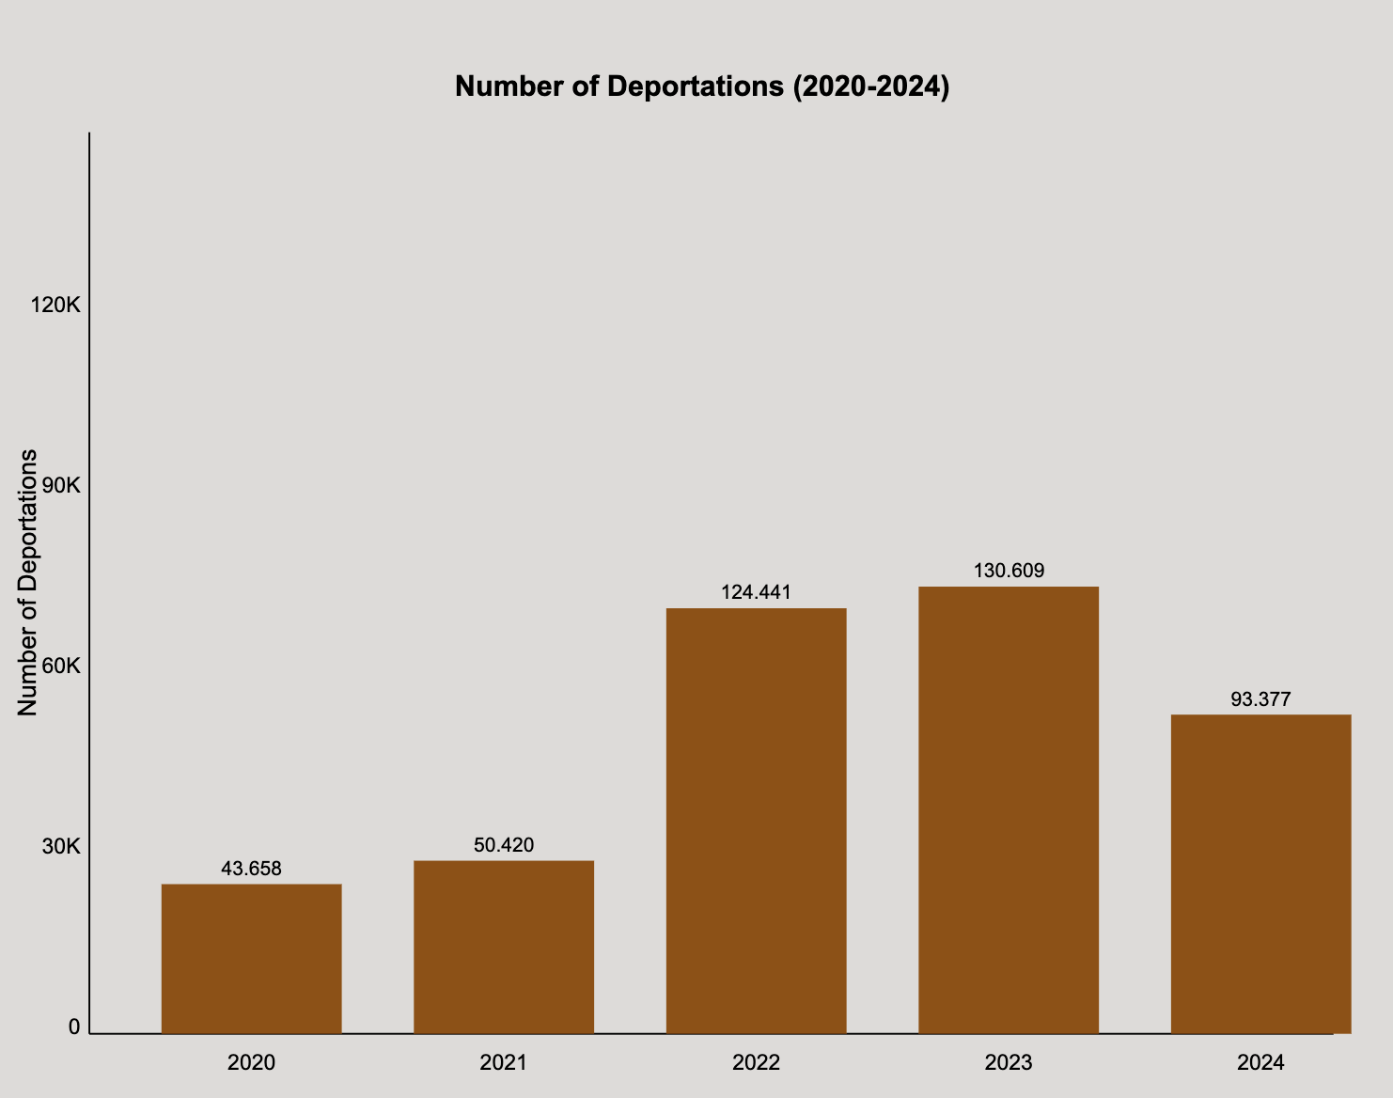 Number of Deportations (2020-2024)
Number of Deportations
120K
90K
60K
30K
0
43.658
50.420
124.441
130.609
93.377
2020
2021
2022
2023
2024